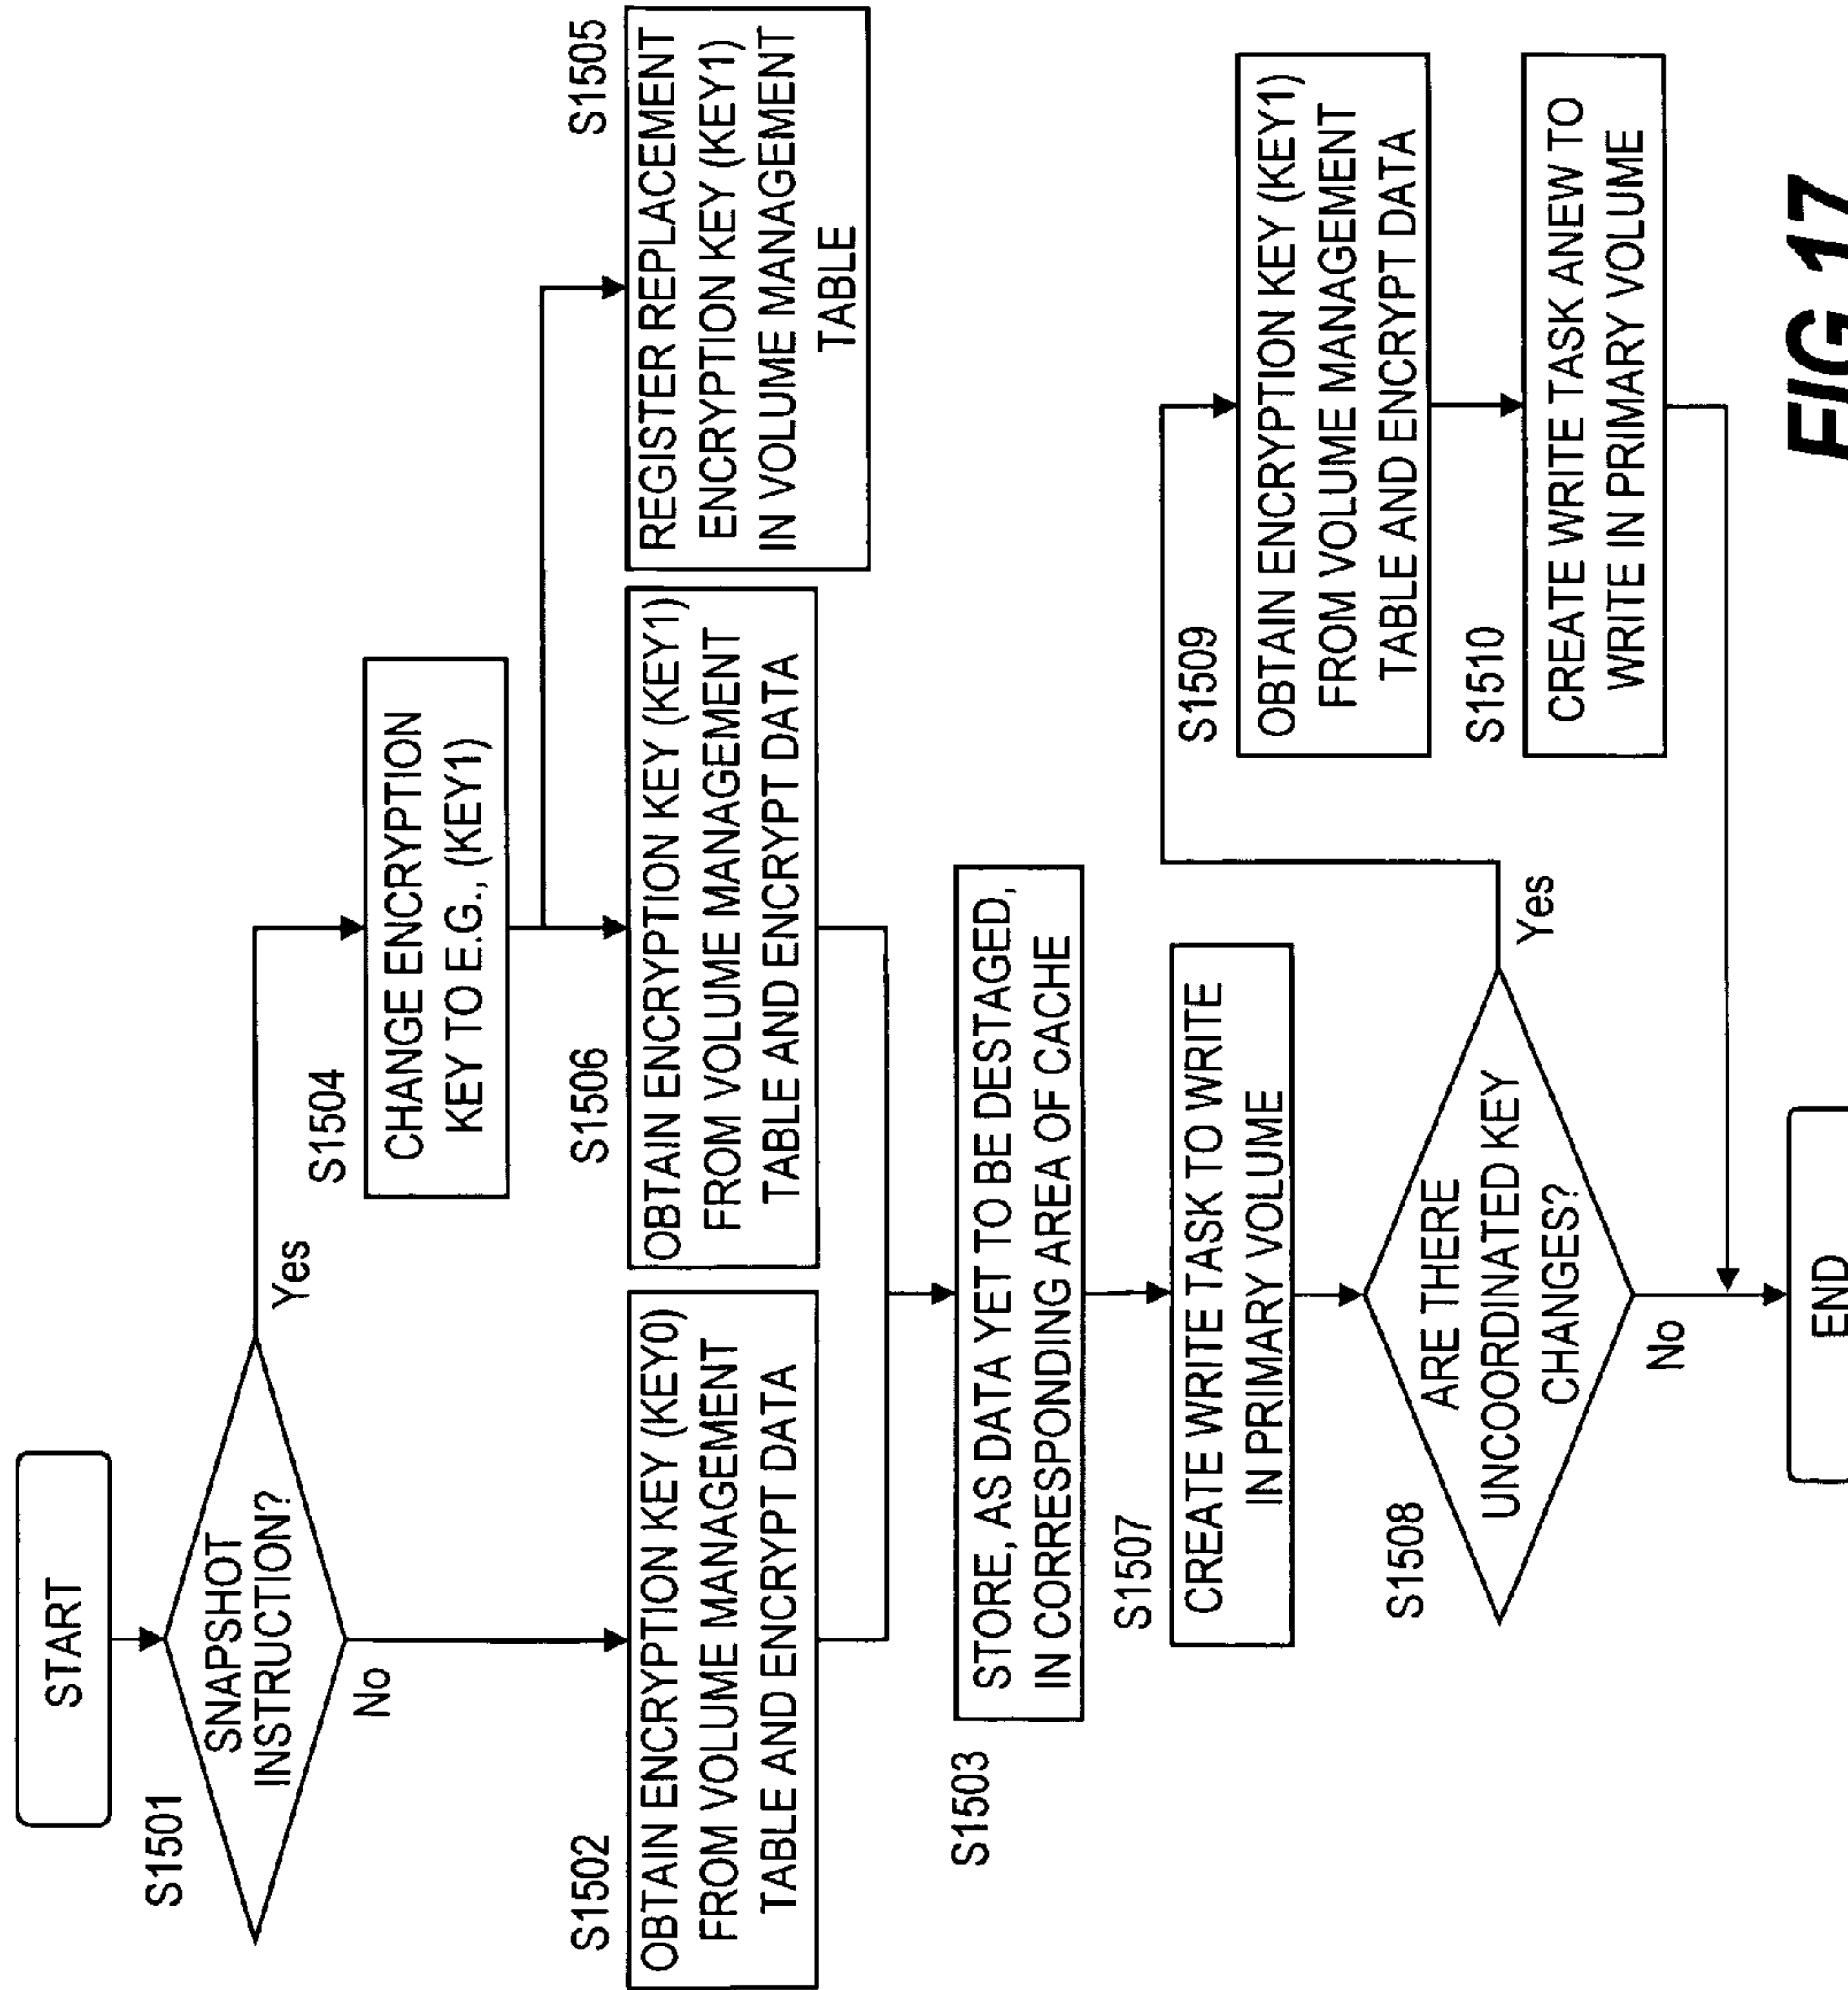 START
S1501
SNAPSHOT
INSTRUCTION?
Yes
No
S1504
CHANGE ENCRYPTION
KEY TO E.G., (KEY1)
S1502
OBTAIN ENCRYPTION KEY (KEY0)
FROM VOLUME MANAGEMENT
TABLE AND ENCRYPT DATA
S1506
OBTAIN ENCRYPTION KEY (KEY1)
FROM VOLUME MANAGEMENT
TABLE AND ENCRYPT DATA
S1505
REGISTER REPLACEMENT
ENCRYPTION KEY (KEY1)
IN VOLUME MANAGEMENT
TABLE
S1503
STORE, AS DATA YET TO BE DESTAGED,
IN CORRESPONDING AREA OF CACHE
S1507
CREATE WRITE TASK TO WRITE
IN PRIMARY VOLUME
S1508
ARE THERE
UNCOORDINATED KEY
CHANGES?
Yes
No
S1509
OBTAIN ENCRYPTION KEY (KEY1)
FROM VOLUME MANAGEMENT
TABLE AND ENCRYPT DATA
S1510
CREATE WRITE TASK ANEW TO
WRITE IN PRIMARY VOLUME
END
FIG 17